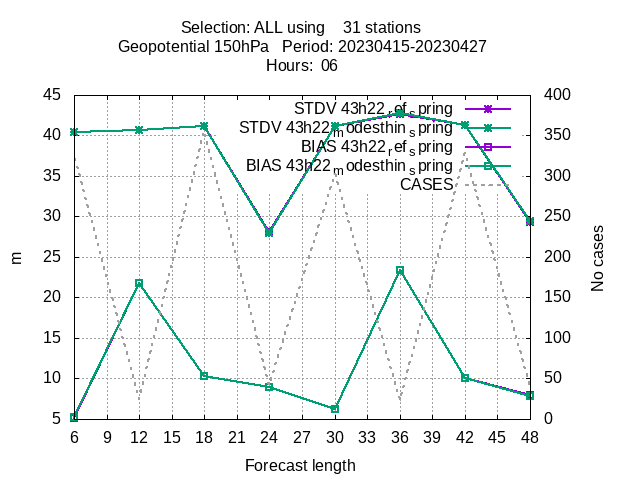 Selection: ALL using 31 stations
Geopotential 150hPa Period: 20230415-20230427
Hours: 06
STDV 43h22_ref_spring
STDV 43h22_modesthin_spring
BIAS 43h22_ref_spring
BIAS 43h22_modesthin_spring
CASES
45
40
35
30
25
20
15
10
5
m
400
350
300
250
200
150
100
50
0
No cases
6 9 12 15 18 21 24 27 30 33 36 39 42 45 48
Forecast length